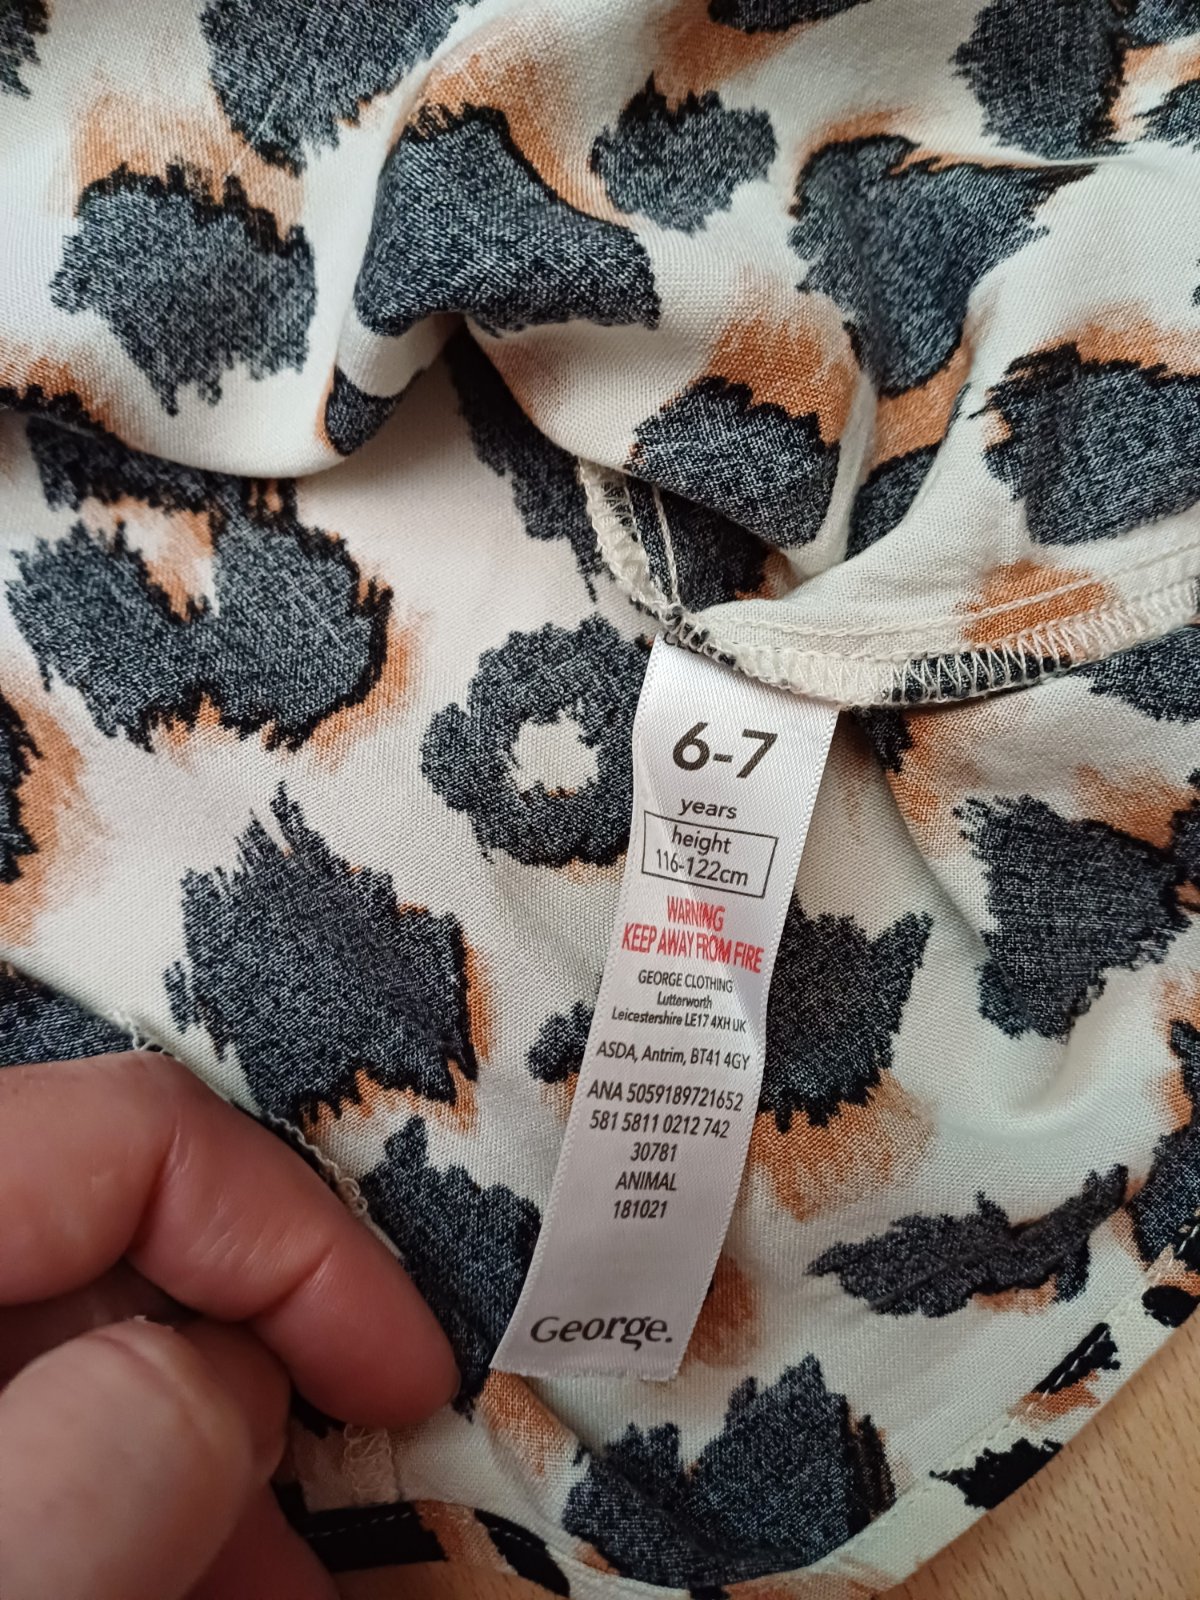 6-7
years
height
116-122cm
WARNING
KEEP AWAY FROM FIRE
GEORGE CLOTHING
Lutterworth
Leicestershire LE17 4XH UK
ASDA, Antrim, BT41 4GY
ANA 5059189721652
581 5811 0212 742
30781
ANIMAL
181021
George.